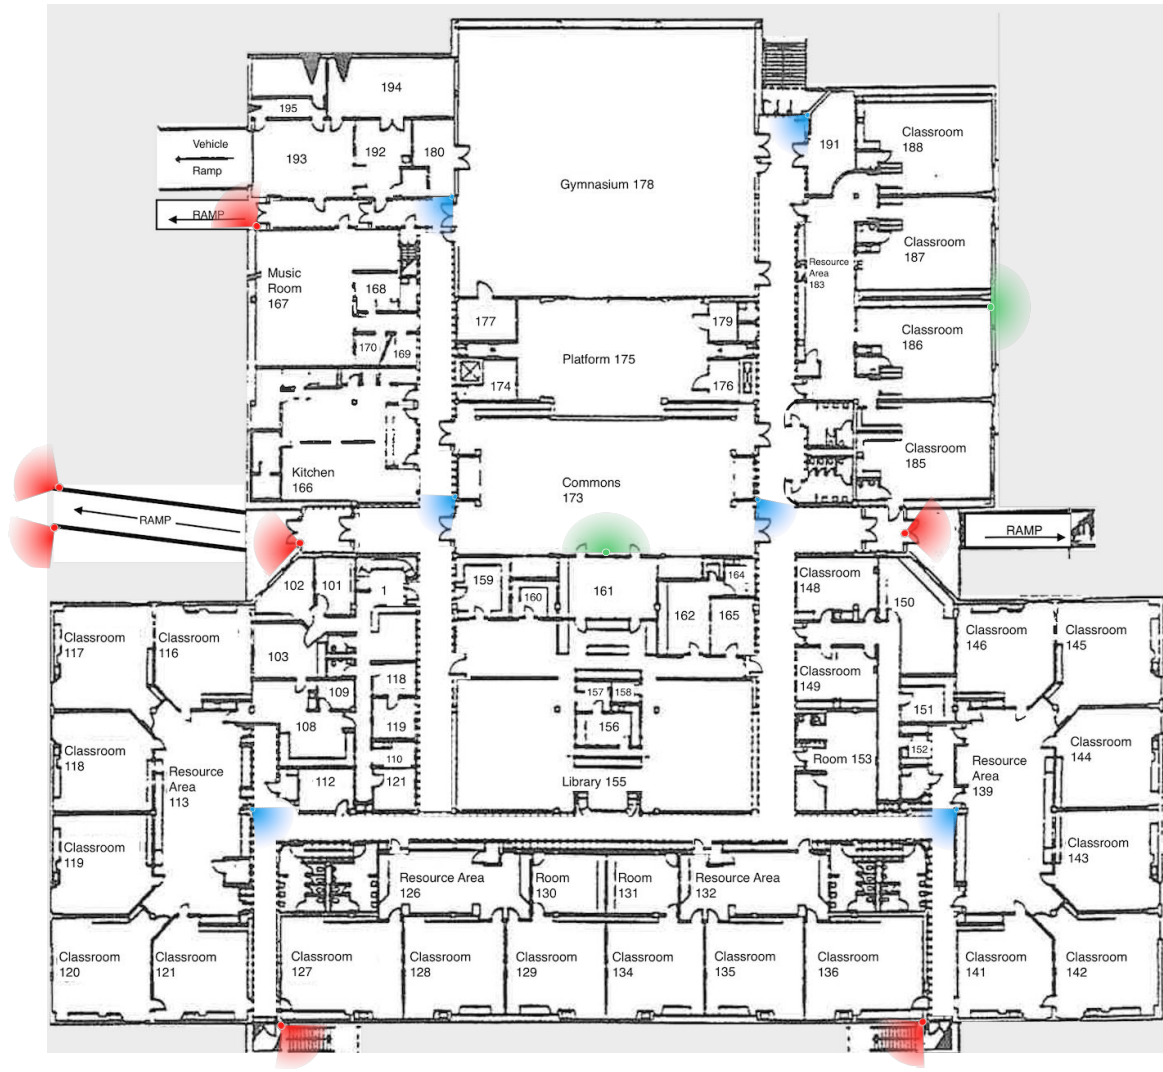 194
195
Vehicle
Ramp
193
192
180
191
Classroom
188
Gymnasium 178
RAMP
Classroom
187
Resource
Area
183
Music
Room
167
168
177
179
Classroom
186
170
169
Platform 175
174
176
Classroom
185
Kitchen
166
Commons
173
RAMP
RAMP
102
101
1
159
160
161
164
162
165
Classroom
148
150
Classroom
117
Classroom
116
Classroom
146
Classroom
145
103
118
109
157
158
Classroom
149
151
108
119
156
152
Classroom
118
Resource
Area
113
110
112
121
Library 155
Room 153
Resource
Area
139
Classroom
144
Classroom
119
Classroom
143
Resource Area
126
Room
130
Room
131
Resource Area
132
Classroom
120
Classroom
121
Classroom
127
Classroom
128
Classroom
129
Classroom
134
Classroom
135
Classroom
136
Classroom
141
Classroom
142